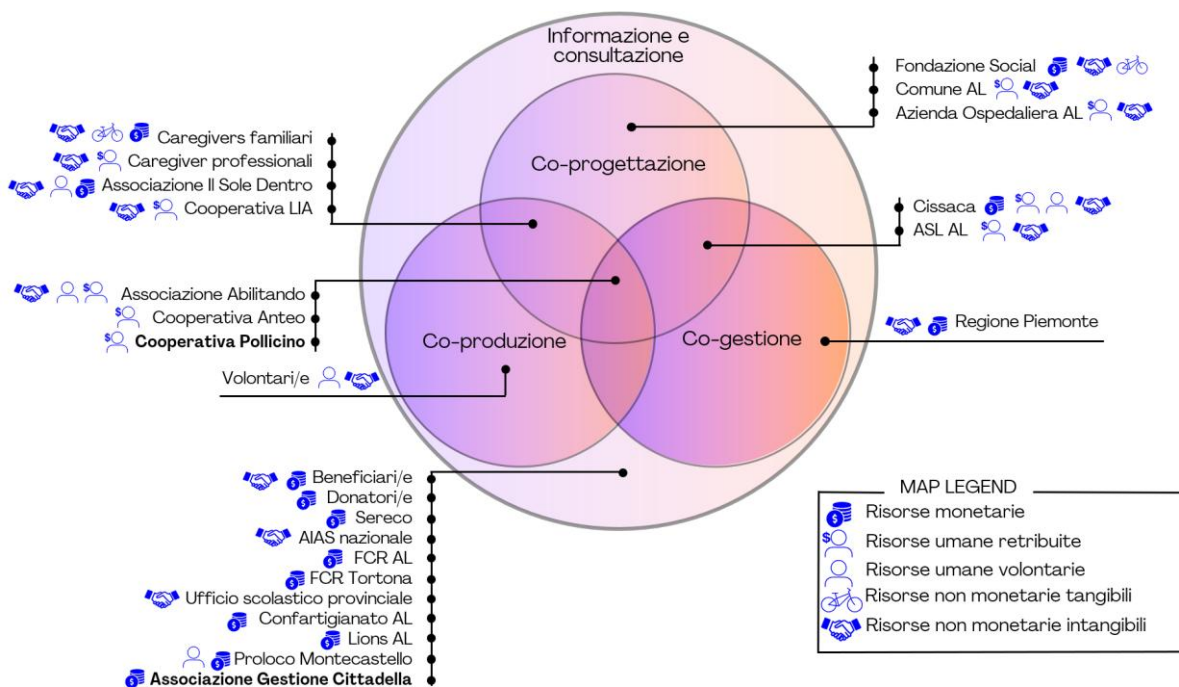 Informazione e
consultazione
Co-progettazione
Co-produzione
Co-gestione
Fondazione Social
Comune AL
Azienda Ospedaliera AL
Caregivers familiari
Caregiver professionali
Associazione Il Sole Dentro
Cooperativa LIA
Cissaca
ASL AL
Associazione Abilitando
Cooperativa Anteo
Cooperativa Pollicino
Regione Piemonte
Volontari/e
Beneficiari/e
Donatori/e
Sereco
AIAS nazionale
FCR AL
FCR Tortona
Ufficio scolastico provinciale
Confartigianato AL
Lions AL
Proloco Montecastello
Associazione Gestione Cittadella
MAP LEGEND
Risorse monetarie
Risorse umane retribuite
Risorse umane volontarie
Risorse non monetarie tangibili
Risorse non monetarie intangibili